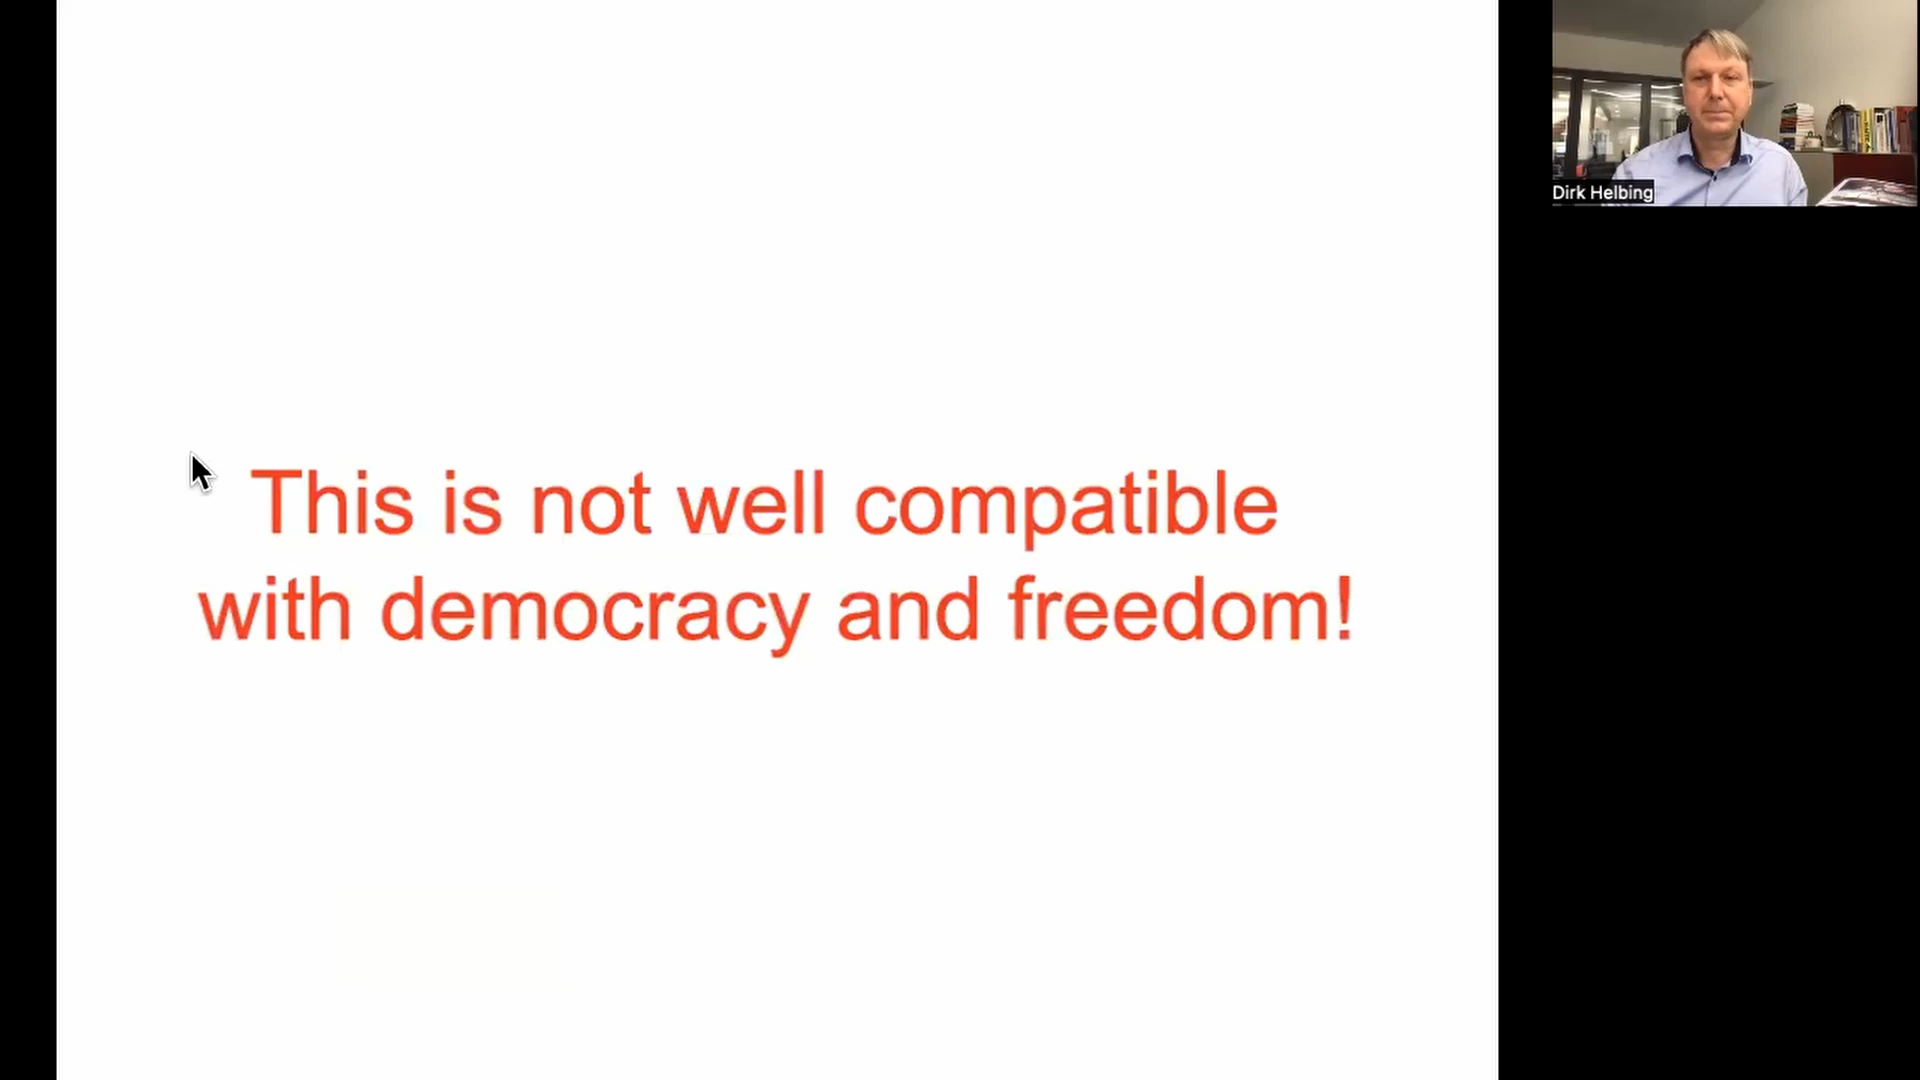 This is not well compatible
with democracy and freedom!
Dirk Helbing